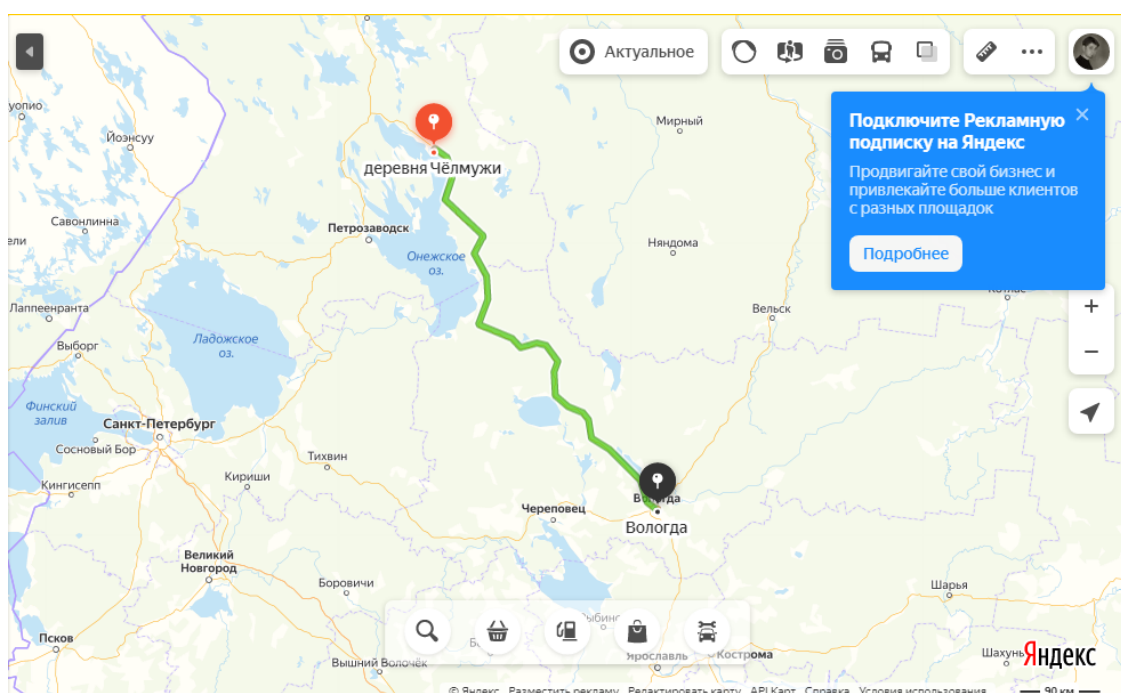 Актуальное
Подключите Рекламную
подписку на Яндекс
Продвигайте свой бизнес и
привлекайте больше клиентов
с разных площадок
Подробнее
Йоэнсуу
Мирный
деревня Чёлмужи
Савонлинна
Петрозаводск
Няндома
Онежское
оз.
Лаппеенранта
Вельск
Выборг
Ладожское
оз.
Финский
залив
Санкт-Петербург
Сосновый Бор
Тихвин
Кириши
Кингисепп
Череповец
Вологда
Великий
Новгород
Боровичи
Шарья
Псков
Ярославль
Кострома
Вышний Волочёк
Яндекс
© Яндекс Разместить рекламу Редактировать карту API Карт Справка Условия использования 90 км